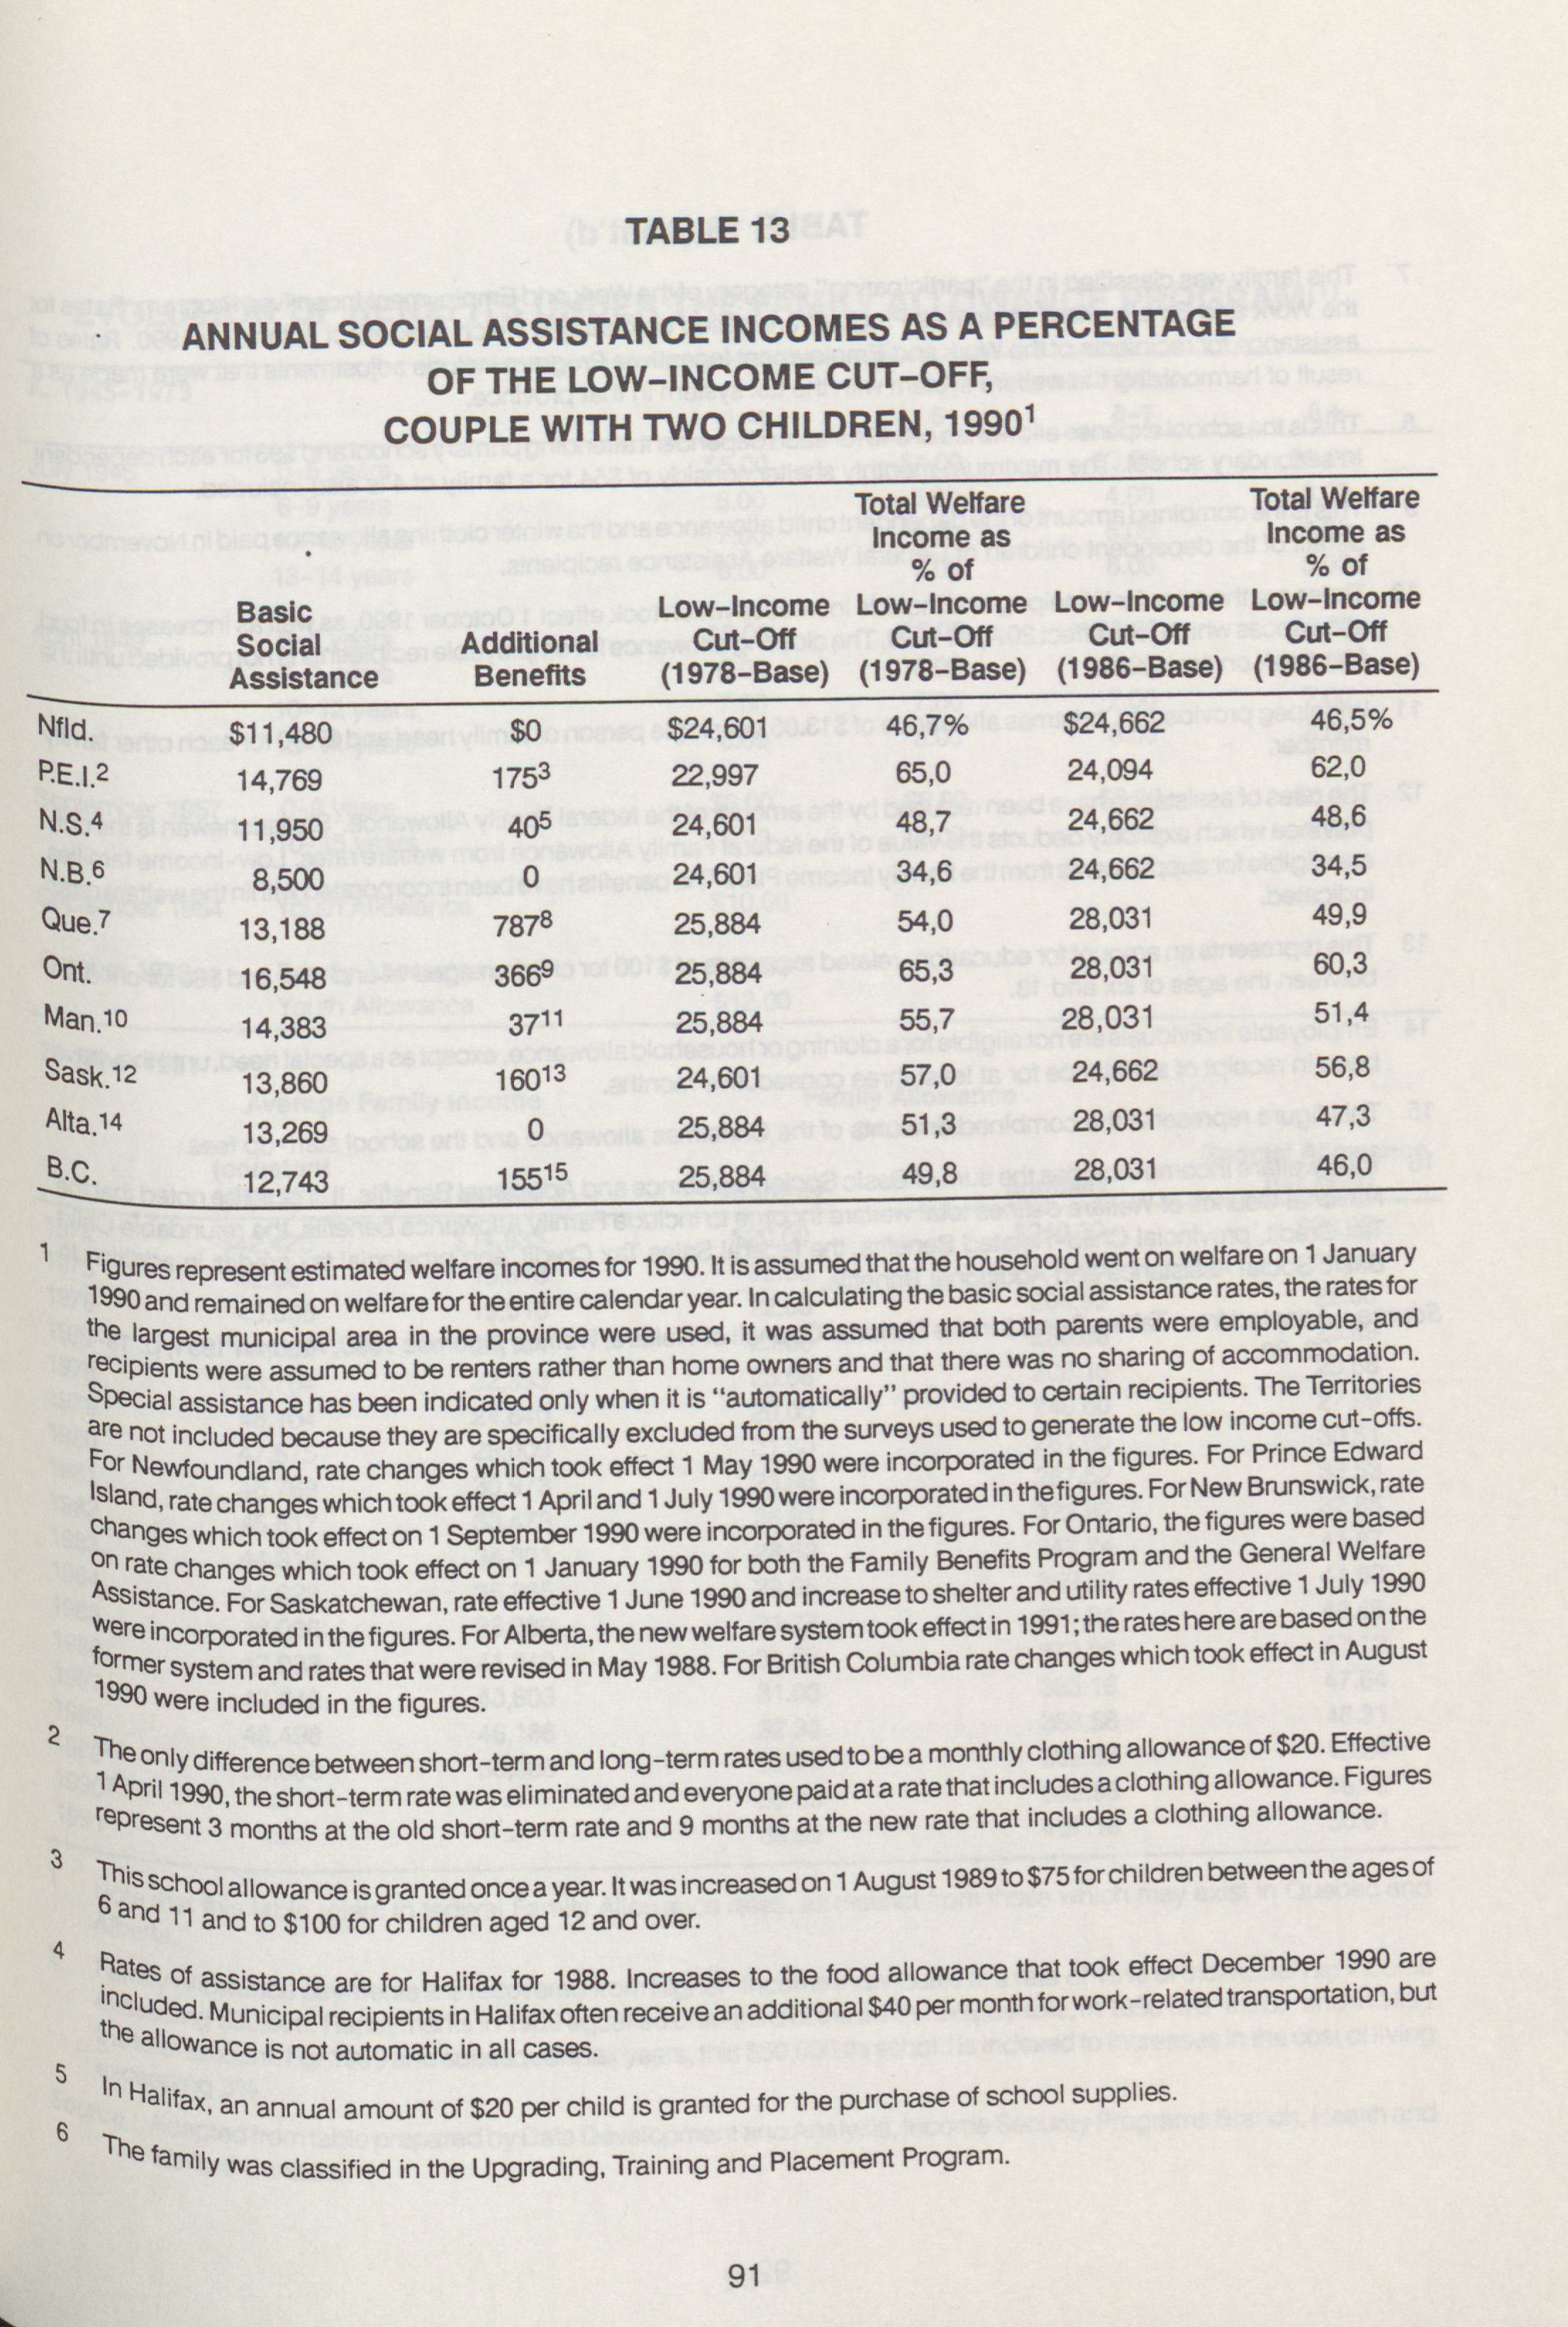 TABLE 13
ANNUAL SOCIAL ASSISTANCE INCOMES AS A PERCENTAGE
OF THE LOW–INCOME CUT–OFF,
COUPLE WITH TWO CHILDREN, 1990¹
Basic Social Assistance | Additional Benefits | Low–Income Cut–Off (1978–Base) | Total Welfare Income as % of Low–Income Cut–Off (1978–Base) | Low–Income Cut–Off (1986–Base) | Total Welfare Income as % of Low–Income Cut–Off (1986–Base)
Nfld. $11,480 $0 $24,601 46,7% $24,662 46,5%
P.E.I.² 14,769 175³ 22,997 65,0 24,094 62,0
N.S.⁴ 11,950 40⁵ 24,601 48,7 24,662 48,6
N.B.⁶ 8,500 0 24,601 34,6 24,662 34,5
Que.⁷ 13,188 787⁸ 25,884 54,0 28,031 49,9
Ont. 16,548 366⁹ 25,884 65,3 28,031 60,3
Man.¹⁰ 14,383 37¹¹ 25,884 55,7 28,031 51,4
Sask.¹² 13,860 160¹³ 24,601 57,0 24,662 56,8
Alta.¹⁴ 13,269 0 25,884 51,3 28,031 47,3
B.C. 12,743 155¹⁵ 25,884 49,8 28,031 46,0
1 Figures represent estimated welfare incomes for 1990. It is assumed that the household went on welfare on 1 January
1990 and remained on welfare for the entire calendar year. In calculating the basic social assistance rates, the rates for
the largest municipal area in the province were used, it was assumed that both parents were employable, and
recipients were assumed to be renters rather than home owners and that there was no sharing of accommodation.
Special assistance has been indicated only when it is "automatically" provided to certain recipients. The Territories
are not included because they are specifically excluded from the surveys used to generate the low income cut–offs.
For Newfoundland, rate changes which took effect 1 May 1990 were incorporated in the figures. For Prince Edward
Island, rate changes which took effect 1 April and 1 July 1990 were incorporated in the figures. For New Brunswick, rate
changes which took effect on 1 September 1990 were incorporated in the figures. For Ontario, the figures were based
on rate changes which took effect on 1 January 1990 for both the Family Benefits Program and the General Welfare
Assistance. For Saskatchewan, rate effective 1 June 1990 and increase to shelter and utility rates effective 1 July 1990
were incorporated in the figures. For Alberta, the new welfare system took effect in 1991; the rates here are based on the
former system and rates that were revised in May 1988. For British Columbia rate changes which took effect in August
1990 were included in the figures.
2 The only difference between short–term and long–term rates used to be a monthly clothing allowance of $20. Effective
1 April 1990, the short–term rate was eliminated and everyone paid at a rate that includes a clothing allowance. Figures
represent 3 months at the old short–term rate and 9 months at the new rate that includes a clothing allowance.
3 This school allowance is granted once a year. It was increased on 1 August 1989 to $75 for children between the ages of
6 and 11 and to $100 for children aged 12 and over.
4 Rates of assistance are for Halifax for 1988. Increases to the food allowance that took effect December 1990 are
included. Municipal recipients in Halifax often receive an additional $40 per month for work–related transportation, but
the allowance is not automatic in all cases.
5 In Halifax, an annual amount of $20 per child is granted for the purchase of school supplies.
6 The family was classified in the Upgrading, Training and Placement Program.
91